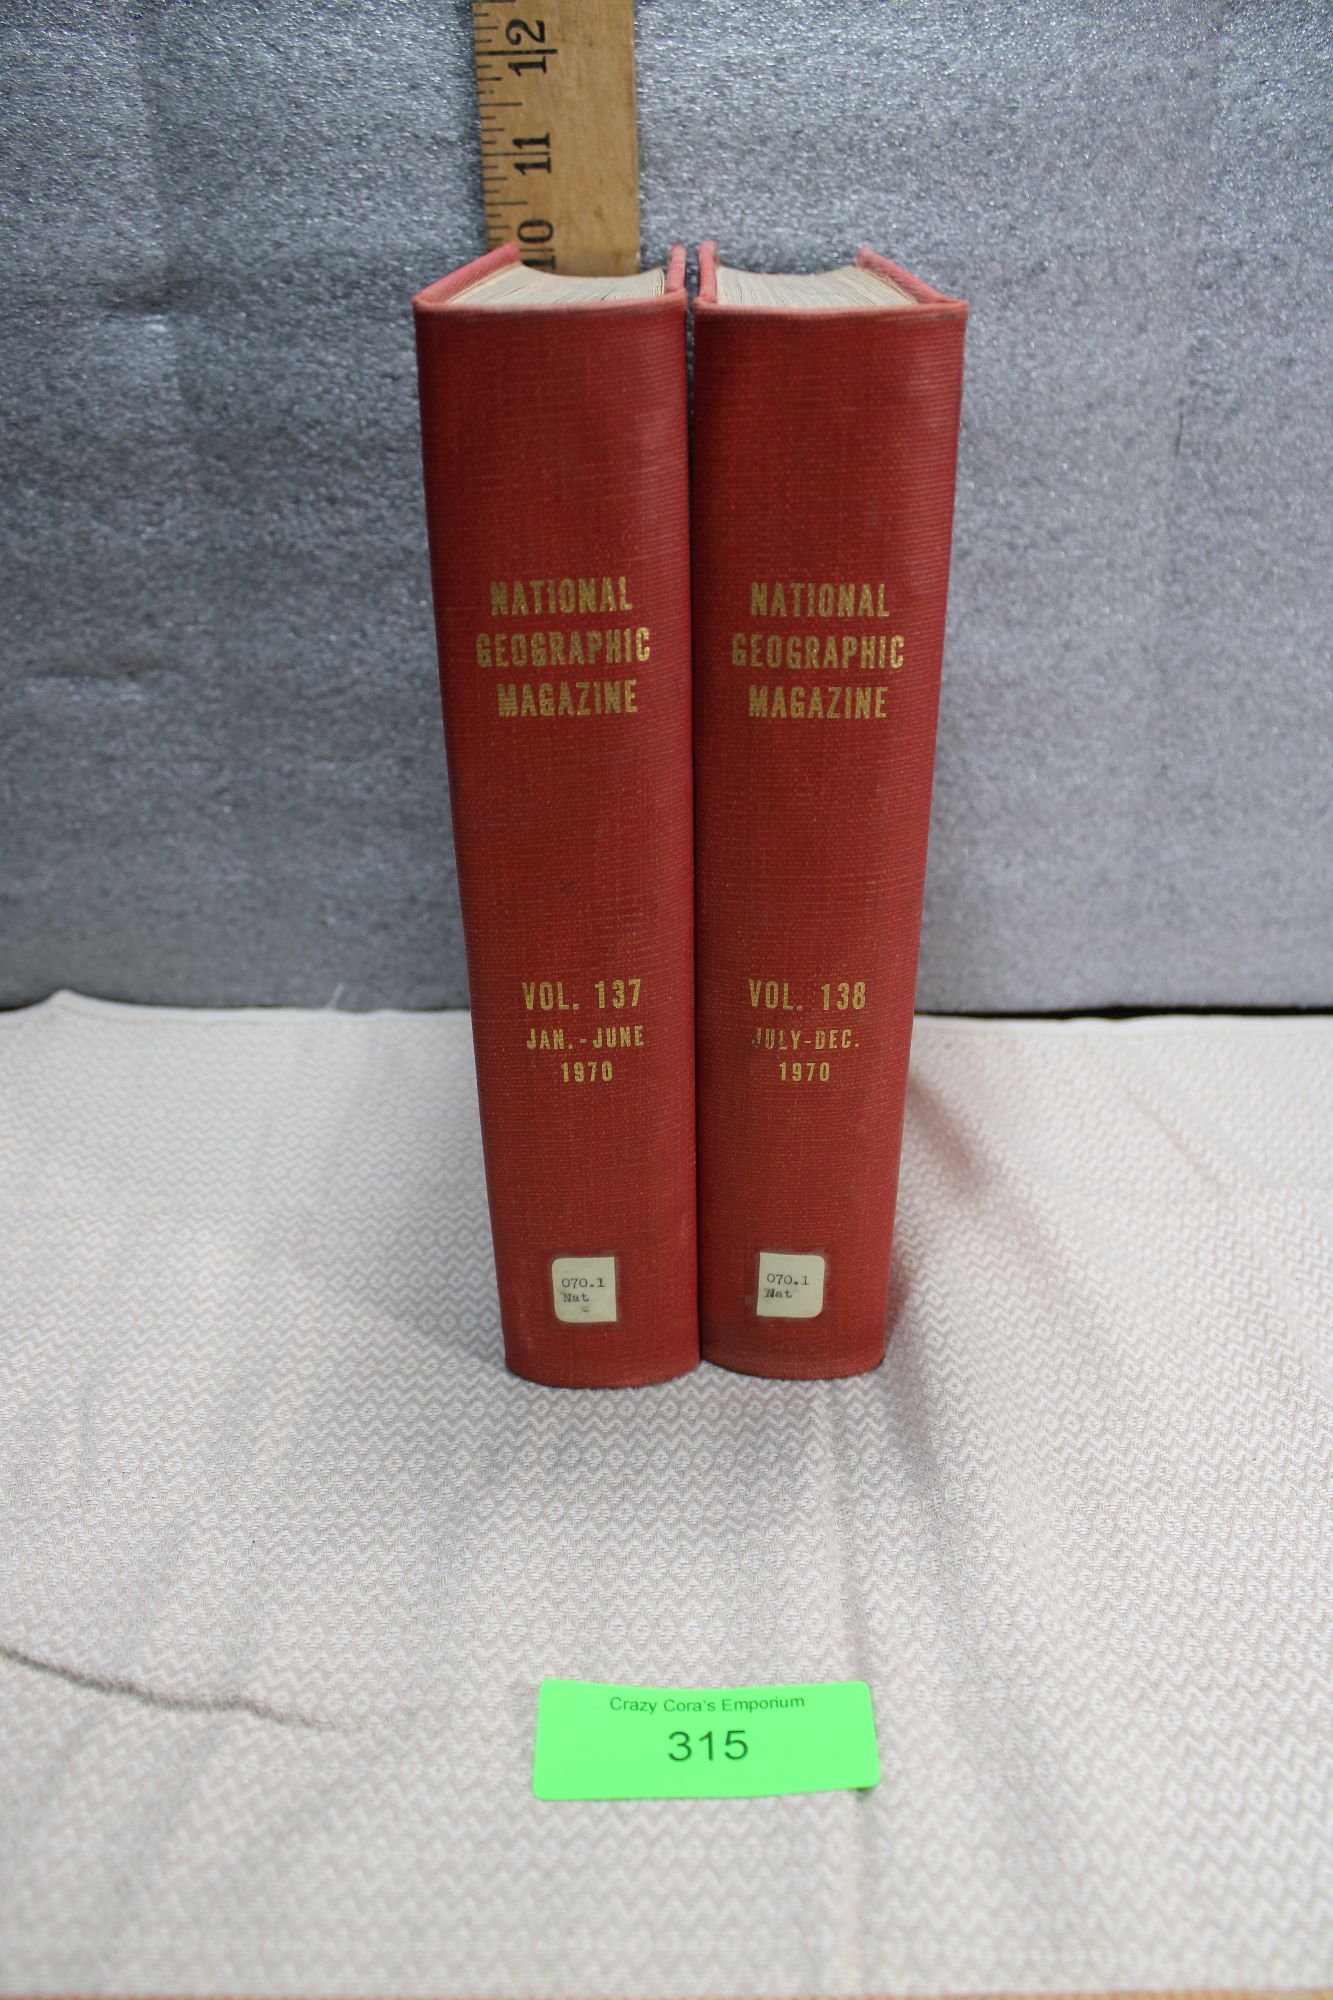 12
11
10
NATIONAL
GEOGRAPHIC
MAGAZINE
VOL. 137
JAN.-JUNE
1970
070.1
Nat
NATIONAL
GEOGRAPHIC
MAGAZINE
VOL. 138
JULY-DEC.
1970
070.1
Nat
Crazy Cora's Emporium
315